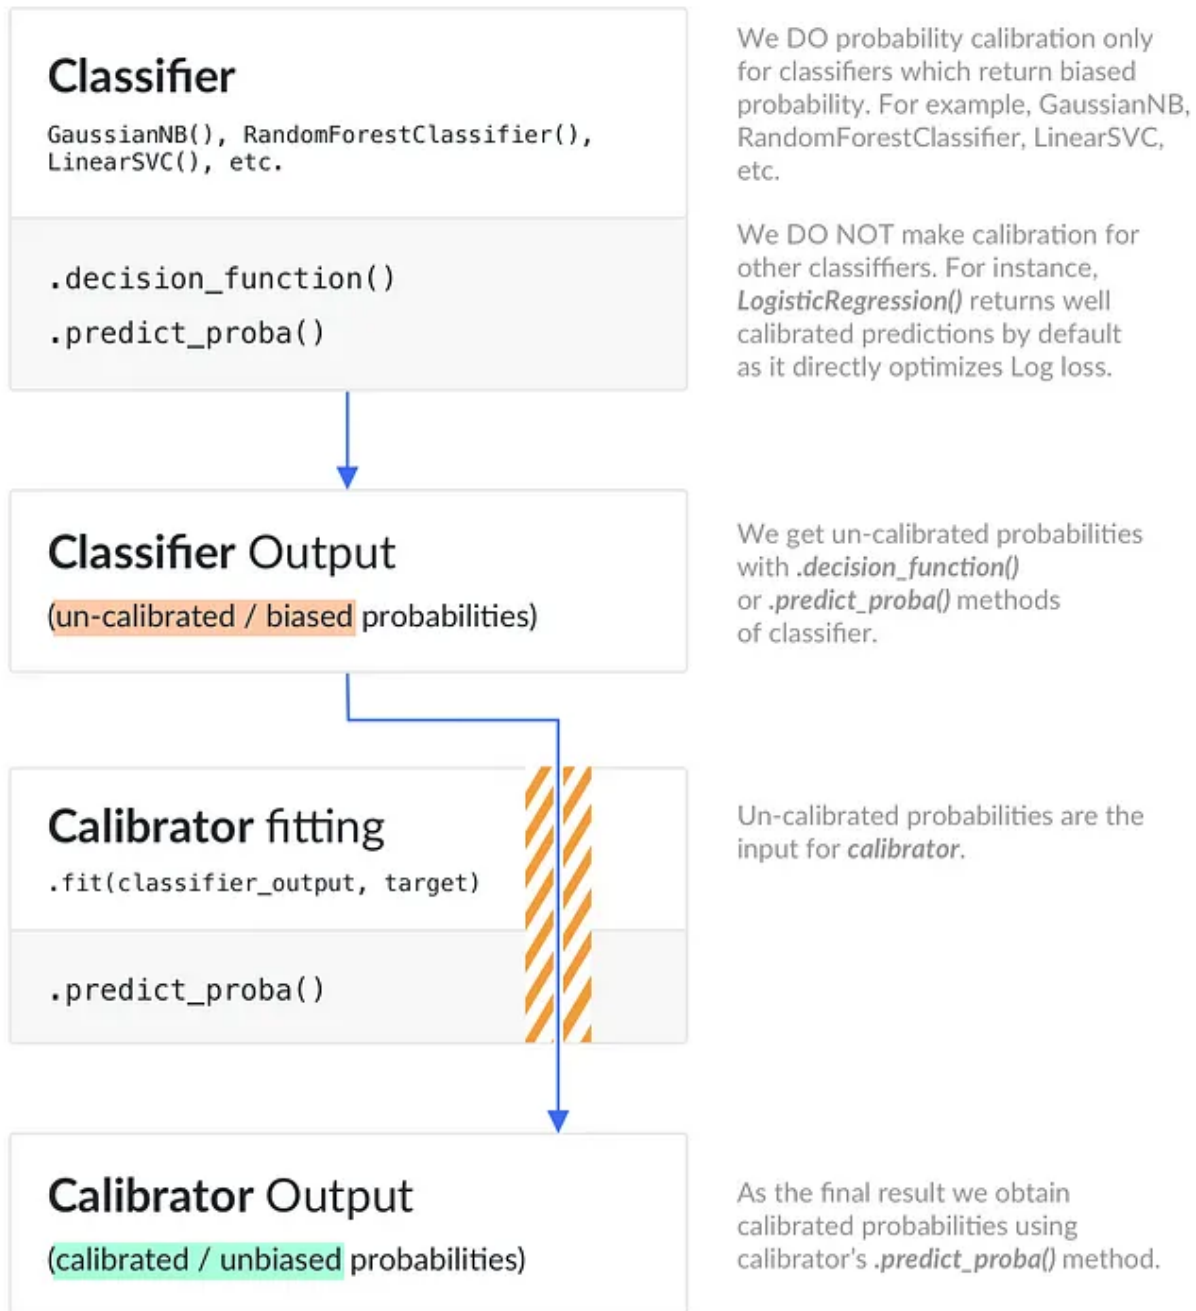 Classifier
GaussianNB(), RandomForestClassifier(),
LinearSVC(), etc.
.decision_function()
.predict_proba()
We DO probability calibration only
for classifiers which return biased
probability. For example, GaussianNB,
RandomForestClassifier, LinearSVC,
etc.
We DO NOT make calibration for
other classiffiers. For instance,
LogisticRegression() returns well
calibrated predictions by default
as it directly optimizes Log loss.
Classifier Output
(un-calibrated / biased probabilities)
We get un-calibrated probabilities
with .decision_function()
or .predict_proba() methods
of classifier.
Calibrator fitting
.fit(classifier_output, target)
.predict_proba()
Un-calibrated probabilities are the
input for calibrator.
Calibrator Output
(calibrated / unbiased probabilities)
As the final result we obtain
calibrated probabilities using
calibrator's .predict_proba() method.